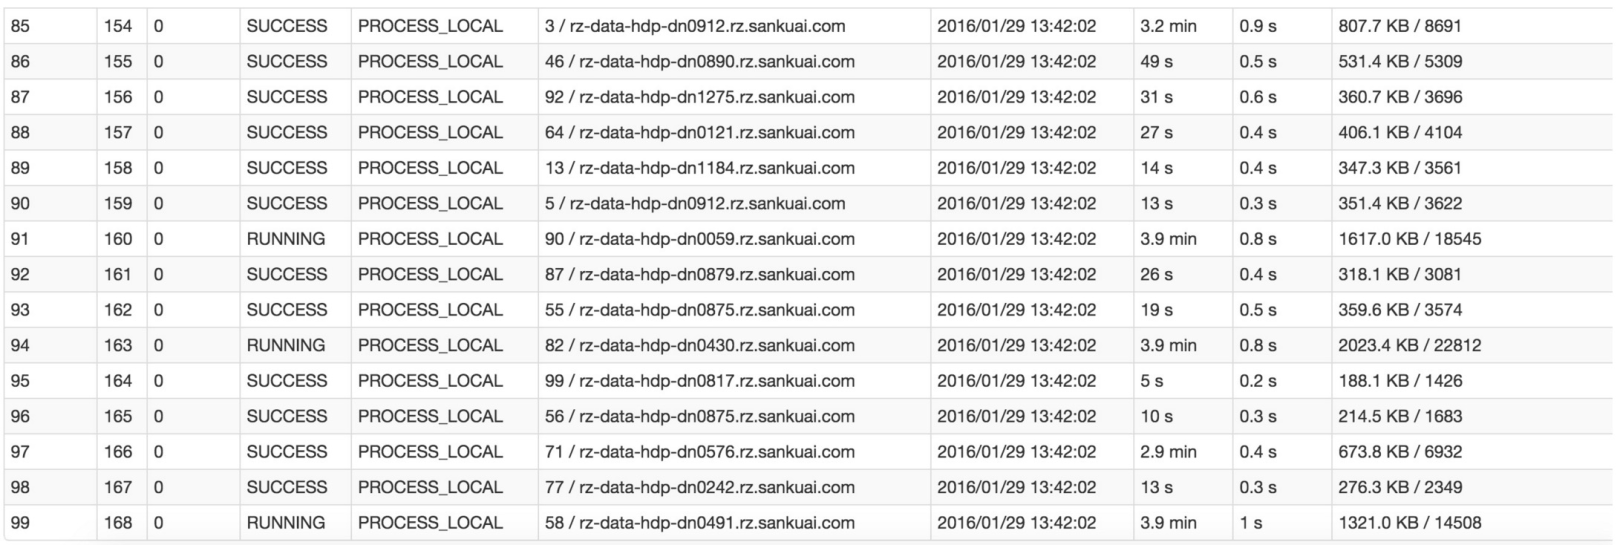 85 154 0 SUCCESS PROCESS_LOCAL 3 / rz-data-hdp-dn0912.rz.sankuai.com 2016/01/29 13:42:02 3.2 min 0.9 s 807.7 KB / 8691
86 155 0 SUCCESS PROCESS_LOCAL 46 / rz-data-hdp-dn0890.rz.sankuai.com 2016/01/29 13:42:02 49 s 0.5 s 531.4 KB / 5309
87 156 0 SUCCESS PROCESS_LOCAL 92 / rz-data-hdp-dn1275.rz.sankuai.com 2016/01/29 13:42:02 31 s 0.6 s 360.7 KB / 3696
88 157 0 SUCCESS PROCESS_LOCAL 64 / rz-data-hdp-dn0121.rz.sankuai.com 2016/01/29 13:42:02 27 s 0.4 s 406.1 KB / 4104
89 158 0 SUCCESS PROCESS_LOCAL 13 / rz-data-hdp-dn1184.rz.sankuai.com 2016/01/29 13:42:02 14 s 0.4 s 347.3 KB / 3561
90 159 0 SUCCESS PROCESS_LOCAL 5 / rz-data-hdp-dn0912.rz.sankuai.com 2016/01/29 13:42:02 13 s 0.3 s 351.4 KB / 3622
91 160 0 RUNNING PROCESS_LOCAL 90 / rz-data-hdp-dn0059.rz.sankuai.com 2016/01/29 13:42:02 3.9 min 0.8 s 1617.0 KB / 18545
92 161 0 SUCCESS PROCESS_LOCAL 87 / rz-data-hdp-dn0879.rz.sankuai.com 2016/01/29 13:42:02 26 s 0.4 s 318.1 KB / 3081
93 162 0 SUCCESS PROCESS_LOCAL 55 / rz-data-hdp-dn0875.rz.sankuai.com 2016/01/29 13:42:02 19 s 0.5 s 359.6 KB / 3574
94 163 0 RUNNING PROCESS_LOCAL 82 / rz-data-hdp-dn0430.rz.sankuai.com 2016/01/29 13:42:02 3.9 min 0.8 s 2023.4 KB / 22812
95 164 0 SUCCESS PROCESS_LOCAL 99 / rz-data-hdp-dn0817.rz.sankuai.com 2016/01/29 13:42:02 5 s 0.2 s 188.1 KB / 1426
96 165 0 SUCCESS PROCESS_LOCAL 56 / rz-data-hdp-dn0875.rz.sankuai.com 2016/01/29 13:42:02 10 s 0.3 s 214.5 KB / 1683
97 166 0 SUCCESS PROCESS_LOCAL 71 / rz-data-hdp-dn0576.rz.sankuai.com 2016/01/29 13:42:02 2.9 min 0.4 s 673.8 KB / 6932
98 167 0 SUCCESS PROCESS_LOCAL 77 / rz-data-hdp-dn0242.rz.sankuai.com 2016/01/29 13:42:02 13 s 0.3 s 276.3 KB / 2349
99 168 0 RUNNING PROCESS_LOCAL 58 / rz-data-hdp-dn0491.rz.sankuai.com 2016/01/29 13:42:02 3.9 min 1 s 1321.0 KB / 14508